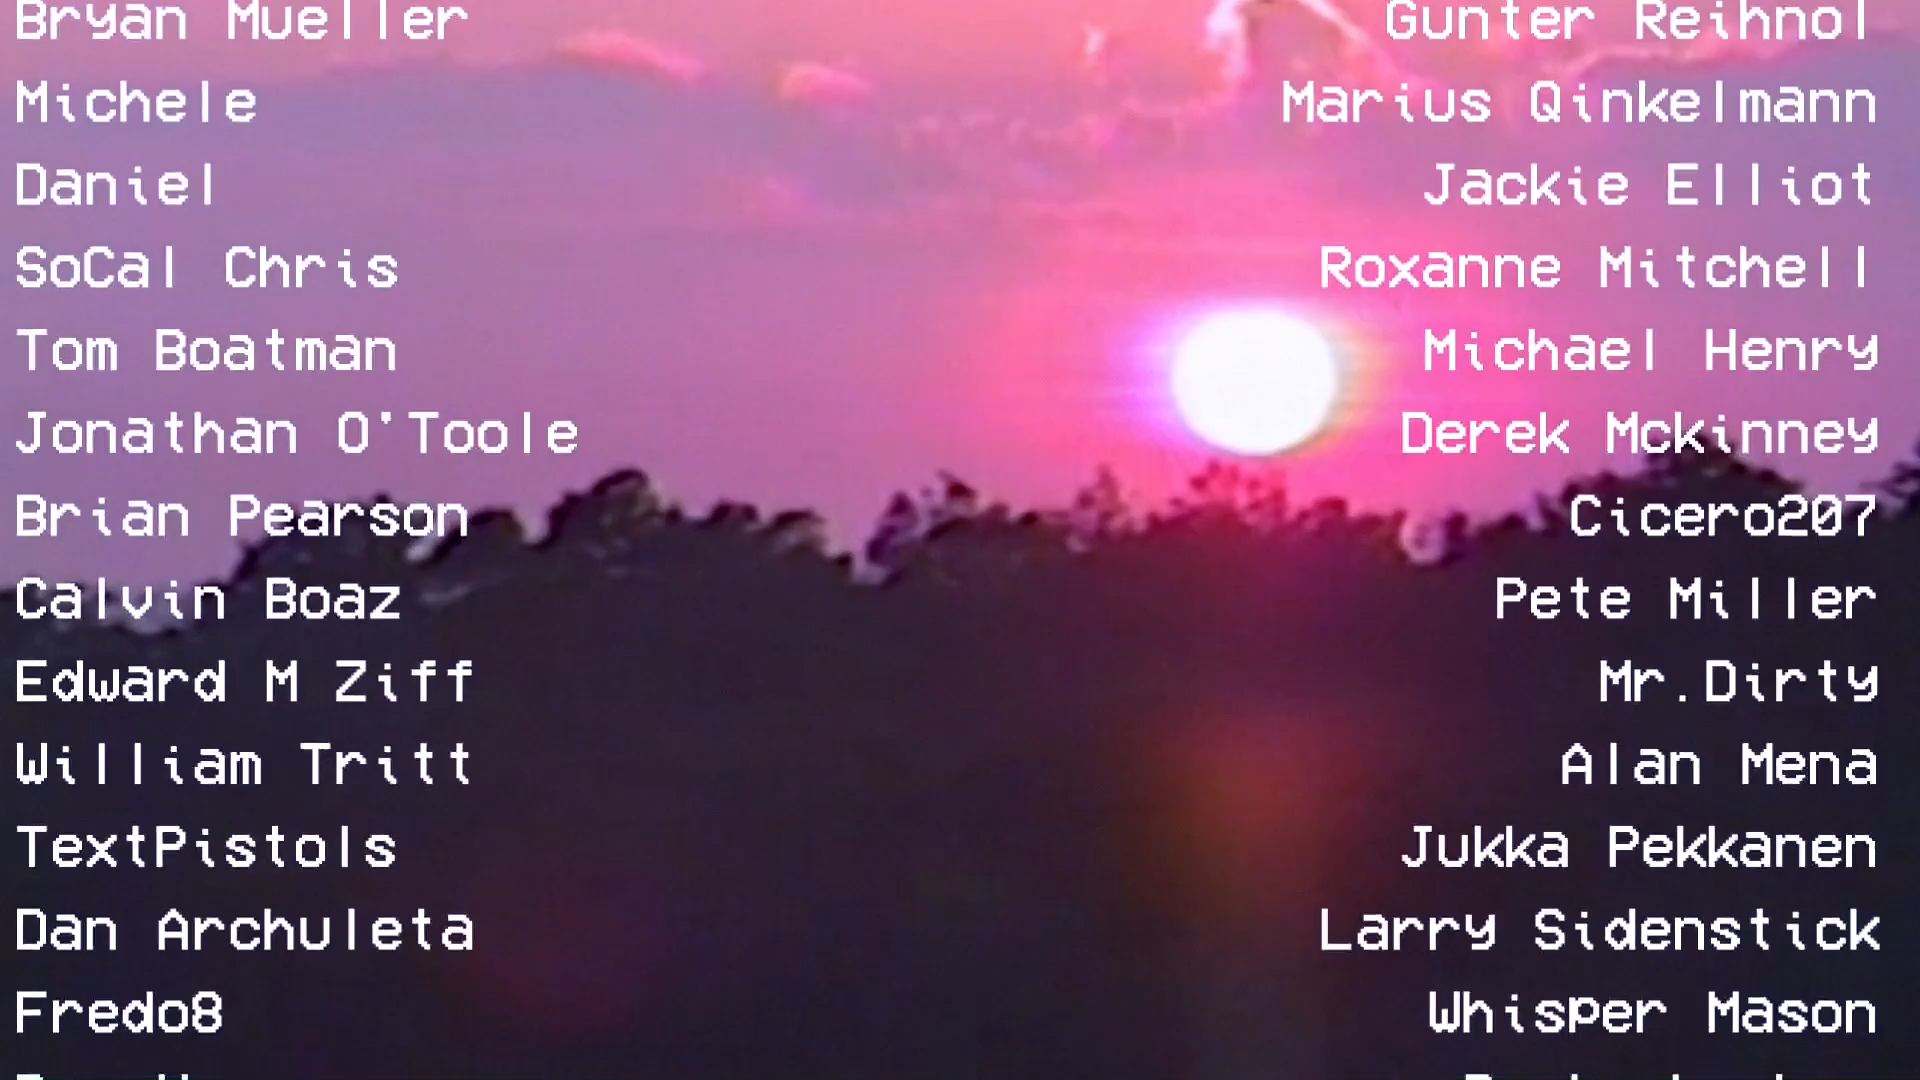 Bryan Mueller
Gunter Reihnol
Michele
Marius Qinkelmann
Daniel
Jackie Elliot
SoCal Chris
Roxanne Mitchell
Tom Boatman
Michael Henry
Jonathan O'Toole
Derek Mckinney
Brian Pearson
Cicero207
Calvin Boaz
Pete Miller
Edward M Ziff
Mr.Dirty
William Tritt
Alan Mena
TextPistols
Jukka Pekkanen
Dan Archuleta
Larry Sidenstick
Fredo8
Whisper Mason